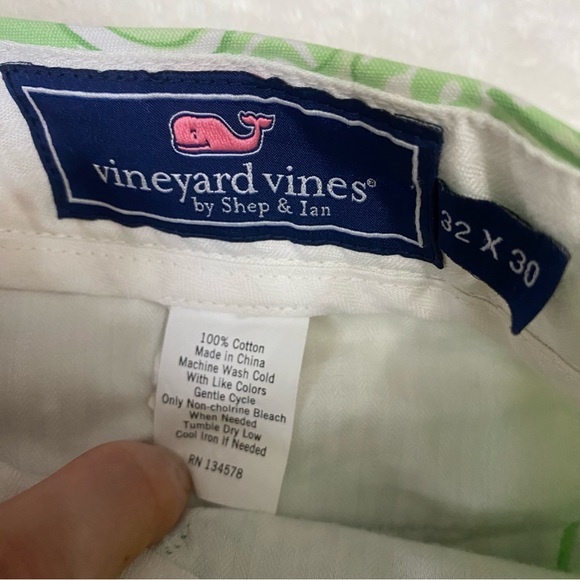 vineyard vines®
by Shep & Ian
32 X 30
100% Cotton
Made in China
Machine Wash Cold
With Like Colors
Gentle Cycle
Only Non-cholrine Bleach
When Needed
Tumble Dry Low
Cool Iron If Needed
RN 134578